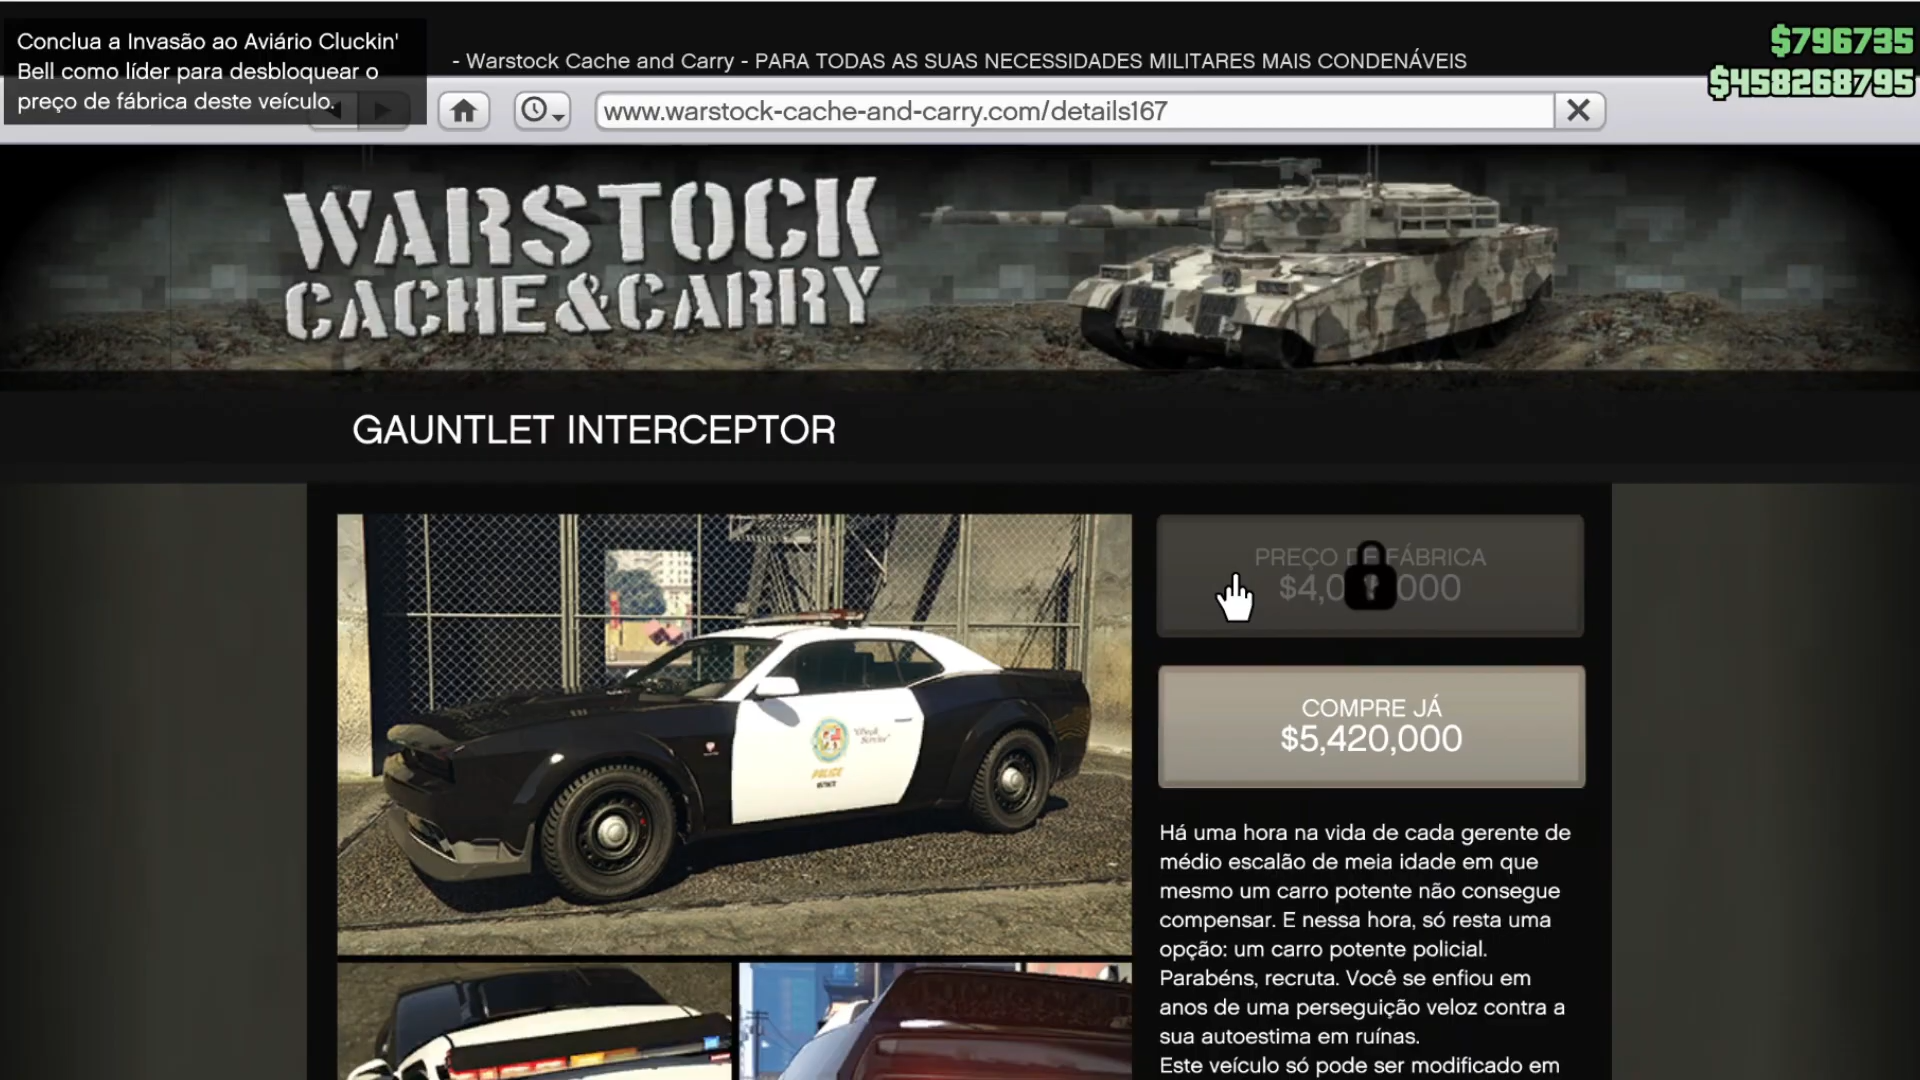 Conclua a Invasão ao Aviário Cluckin'
Bell como líder para desbloquear o
preço de fábrica deste veículo.
- Warstock Cache and Carry - PARA TODAS AS SUAS NECESSIDADES MILITARES MAIS CONDENÁVEIS
$796735
$458268795
www.warstock-cache-and-carry.com/details167
WARSTOCK
CACHE&CARRY
GAUNTLET INTERCEPTOR
PREÇO DE FÁBRICA
COMPRE JÁ
$5,420,000
POLICE
Há uma hora na vida de cada gerente de
médio escalão de meia idade em que
mesmo um carro potente não consegue
compensar. E nessa hora, só resta uma
opção: um carro potente policial.
Parabéns, recruta. Você se enfiou em
anos de uma perseguição veloz contra a
sua autoestima em ruínas.
Este veículo só pode ser modificado em